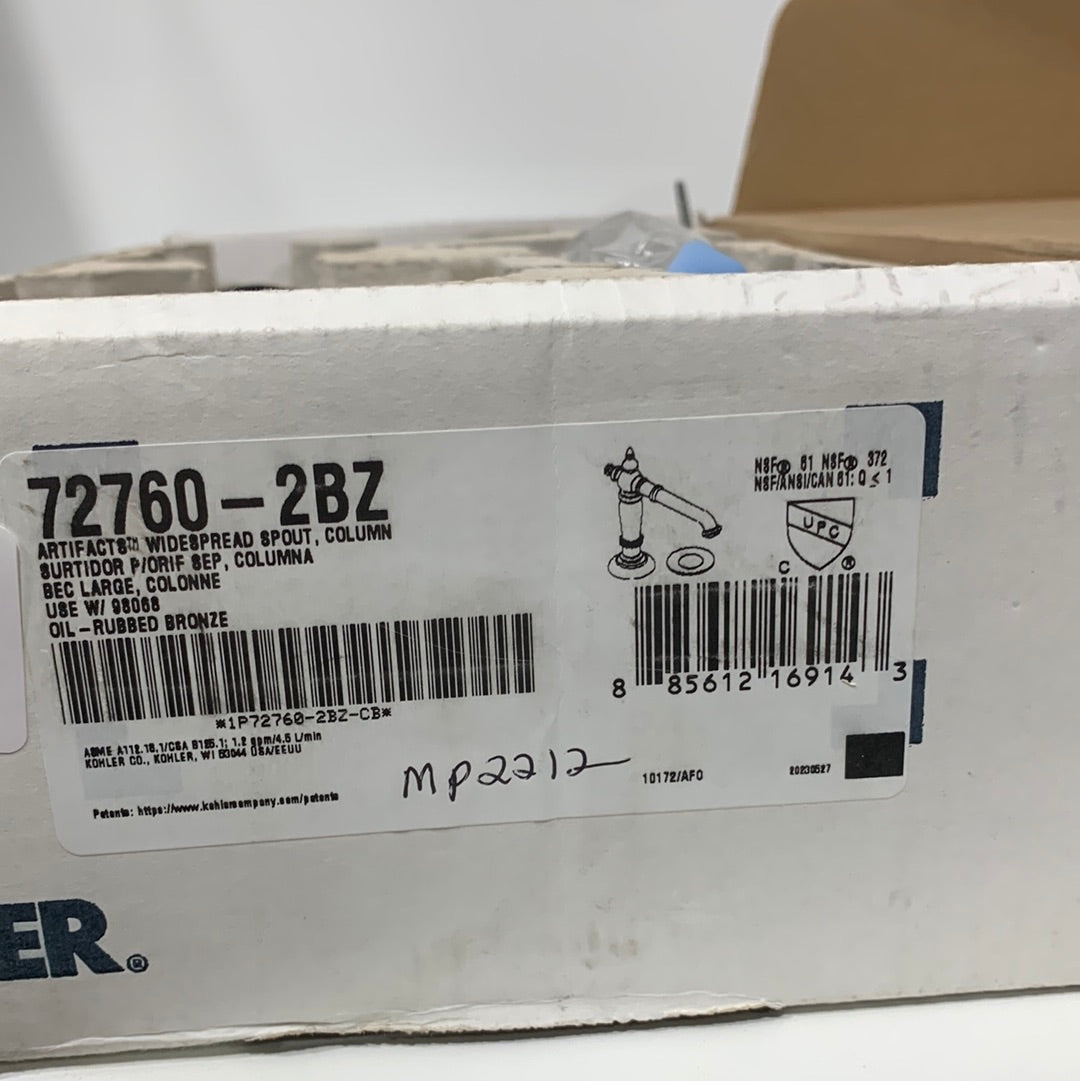 72760-2BZ
ARTIFACTS™ WIDESPREAD SPOUT, COLUMN
SURTIDOR P/ORIF SEP, COLUMNA
BEC LARGE, COLONNE
USE W/ 98068
OIL-RUBBED BRONZE
*1P72760-2BZ-CB*
ASME A112.18.1/CSA B125.1; 1.2 gpm/4.5 L/min
KOHLER CO., KOHLER, WI 53044 USA/EEUU
Patents: https://www.kohlercompany.com/patents
MP2212
NSF® 61 NSF® 372
NSF/ANSI/CAN 61: Q ≤ 1
UPC
C ®
8 85612 16914 3
10172/AF0
20230527
ER®